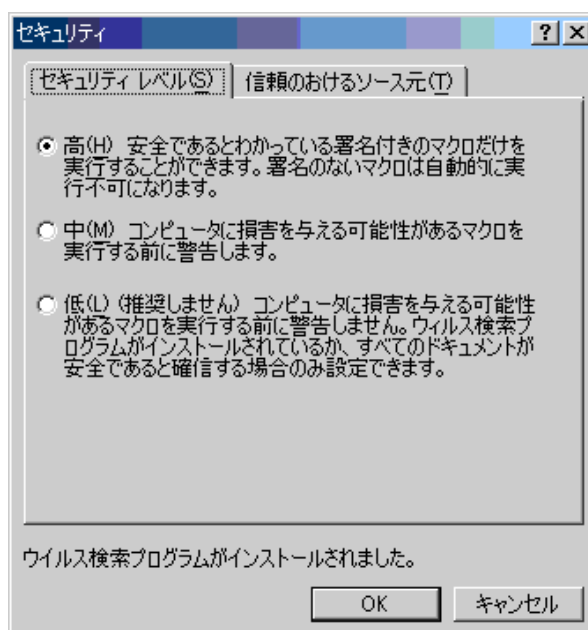 セキュリティ
セキュリティ レベル(S)
信頼のおけるソース元(T)
高(H) 安全であるとわかっている署名付きのマクロだけを
実行することができます。署名のないマクロは自動的に実
行不可になります。
中(M) コンピュータに損害を与える可能性があるマクロを
実行する前に警告します。
低(L) (推奨しません) コンピュータに損害を与える可能性
があるマクロを実行する前に警告しません。ウィルス検索プ
ログラムがインストールされているか、すべてのドキュメントが
安全であると確信する場合のみ設定できます。
ウイルス検索プログラムがインストールされました。
OK
キャンセル